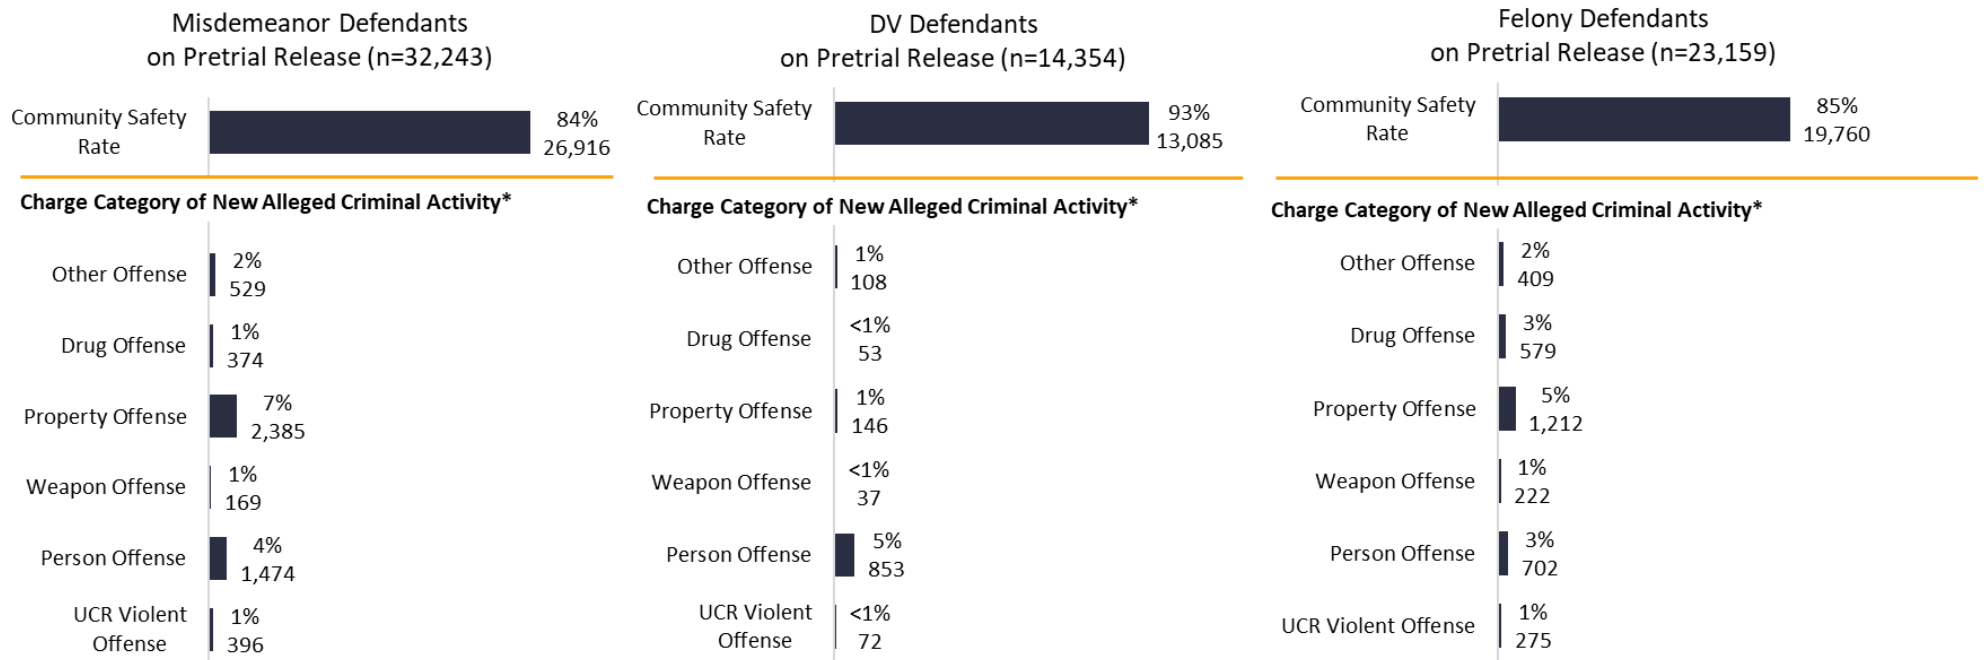 Misdemeanor Defendants
on Pretrial Release (n=32,243)
Community Safety
Rate
84%
26,916
Charge Category of New Alleged Criminal Activity*
Other Offense
2%
529
Drug Offense
1%
374
Property Offense
7%
2,385
Weapon Offense
1%
169
Person Offense
4%
1,474
UCR Violent
Offense
1%
396
DV Defendants
on Pretrial Release (n=14,354)
Community Safety
Rate
93%
13,085
Charge Category of New Alleged Criminal Activity*
Other Offense
1%
108
Drug Offense
<1%
53
Property Offense
1%
146
Weapon Offense
<1%
37
Person Offense
5%
853
UCR Violent
Offense
<1%
72
Felony Defendants
on Pretrial Release (n=23,159)
Community Safety
Rate
85%
19,760
Charge Category of New Alleged Criminal Activity*
Other Offense
2%
409
Drug Offense
3%
579
Property Offense
5%
1,212
Weapon Offense
1%
222
Person Offense
3%
702
UCR Violent Offense
1%
275